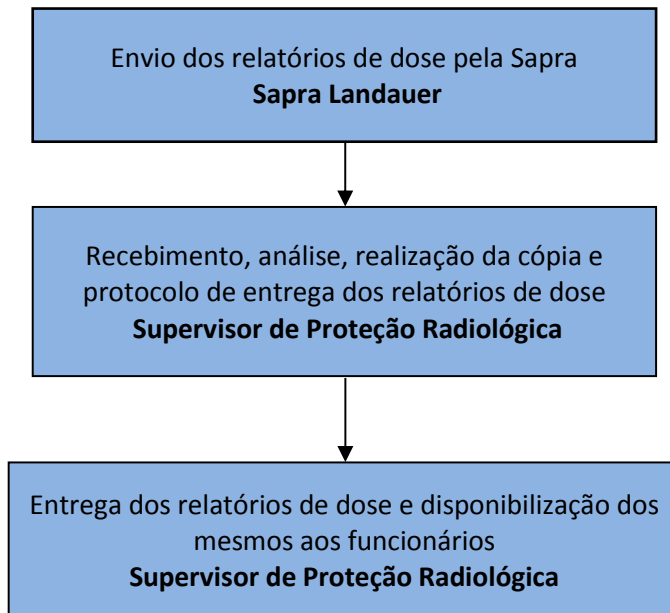 Envio dos relatórios de dose pela Sapra
Sapra Landauer
Recebimento, análise, realização da cópia e
protocolo de entrega dos relatórios de dose
Supervisor de Proteção Radiológica
Entrega dos relatórios de dose e disponibilização dos
mesmos aos funcionários
Supervisor de Proteção Radiológica